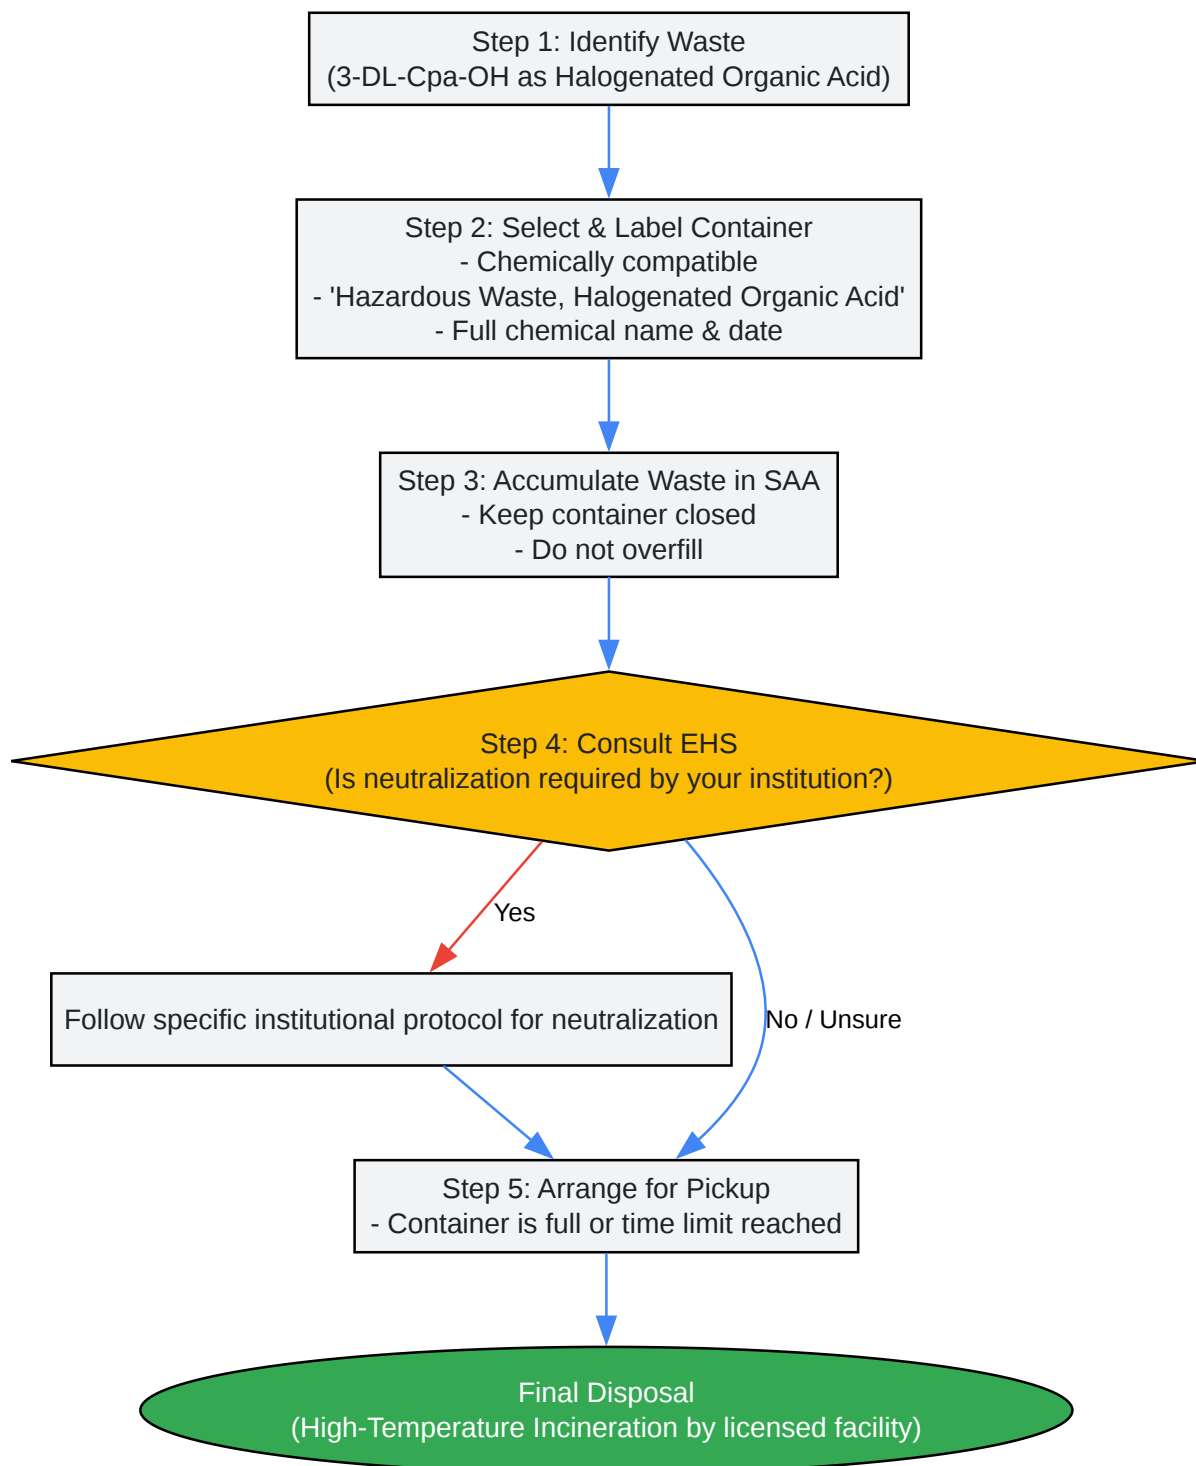 Step 1: Identify Waste
(3-DL-Cpa-OH as Halogenated Organic Acid)
Step 2: Select & Label Container
- Chemically compatible
- 'Hazardous Waste, Halogenated Organic Acid'
- Full chemical name & date
Step 3: Accumulate Waste in SAA
- Keep container closed
- Do not overfill
Step 4: Consult EHS
(Is neutralization required by your institution?)
Yes
Follow specific institutional protocol for neutralization
No / Unsure
Step 5: Arrange for Pickup
- Container is full or time limit reached
Final Disposal
(High-Temperature Incineration by licensed facility)